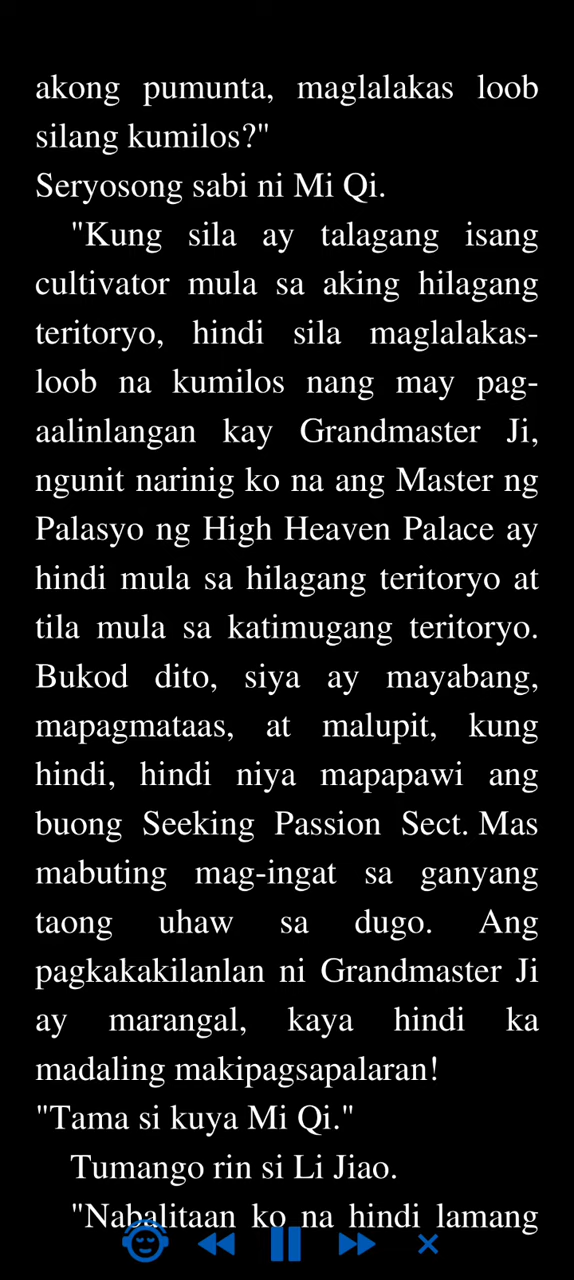 akong pumunta, maglalakas loob
silang kumilos?"
Seryosong sabi ni Mi Qi.
"Kung sila ay talagang isang
cultivator mula sa aking hilagang
teritoryo, hindi sila maglalakas-
loob na kumilos nang may pag-
aalinlangan kay Grandmaster Ji,
ngunit narinig ko na ang Master ng
Palasyo ng High Heaven Palace ay
hindi mula sa hilagang teritoryo at
tila mula sa katimugang teritoryo.
Bukod dito, siya ay mayabang,
mapagmataas, at malupit, kung
hindi, hindi niya mapapawi ang
buong Seeking Passion Sect. Mas
mabuting mag-ingat sa ganyang
taong uhaw sa dugo. Ang
pagkakakilanlan ni Grandmaster Ji
ay marangal, kaya hindi ka
madaling makipagsapalaran!
"Tama si kuya Mi Qi."
Tumango rin si Li Jiao.
"Nabalitaan ko na hindi lamang